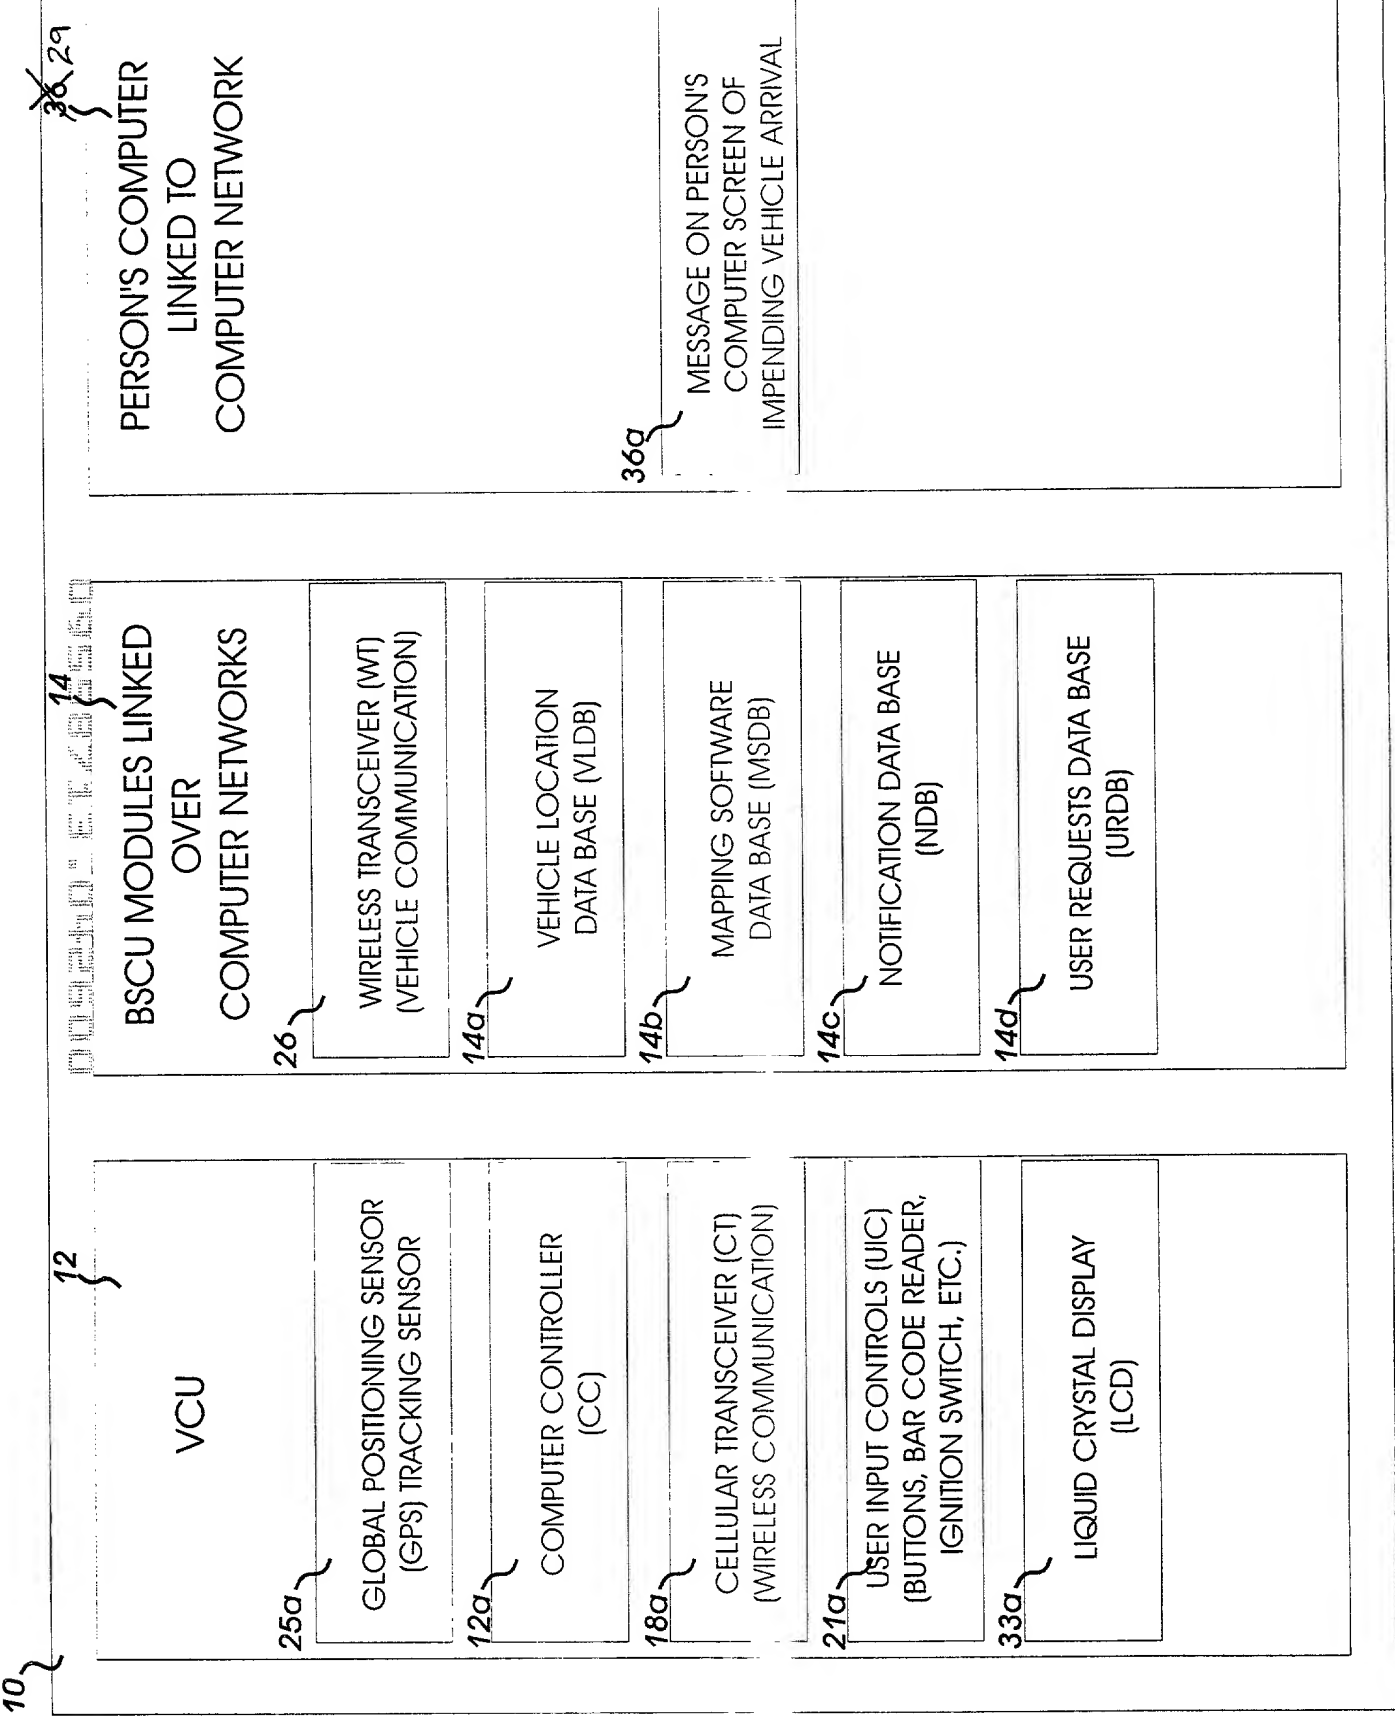 10
12
VCU
25a
GLOBAL POSITIONING SENSOR
(GPS) TRACKING SENSOR
12a
COMPUTER CONTROLLER
(CC)
18a
CELLULAR TRANSCEIVER (CT)
(WIRELESS COMMUNICATION)
21a
USER INPUT CONTROLS (UIC)
(BUTTONS, BAR CODE READER,
IGNITION SWITCH, ETC.)
33a
LIQUID CRYSTAL DISPLAY
(LCD)
14
BSCU MODULES LINKED
OVER
COMPUTER NETWORKS
26
WIRELESS TRANSCEIVER (WT)
(VEHICLE COMMUNICATION)
14a
VEHICLE LOCATION
DATA BASE (VLDB)
14b
MAPPING SOFTWARE
DATA BASE (MSDB)
14c
NOTIFICATION DATA BASE
(NDB)
14d
USER REQUESTS DATA BASE
(URDB)
36 29
PERSON'S COMPUTER
LINKED TO
COMPUTER NETWORK
36a
MESSAGE ON PERSON'S
COMPUTER SCREEN OF
IMPENDING VEHICLE ARRIVAL